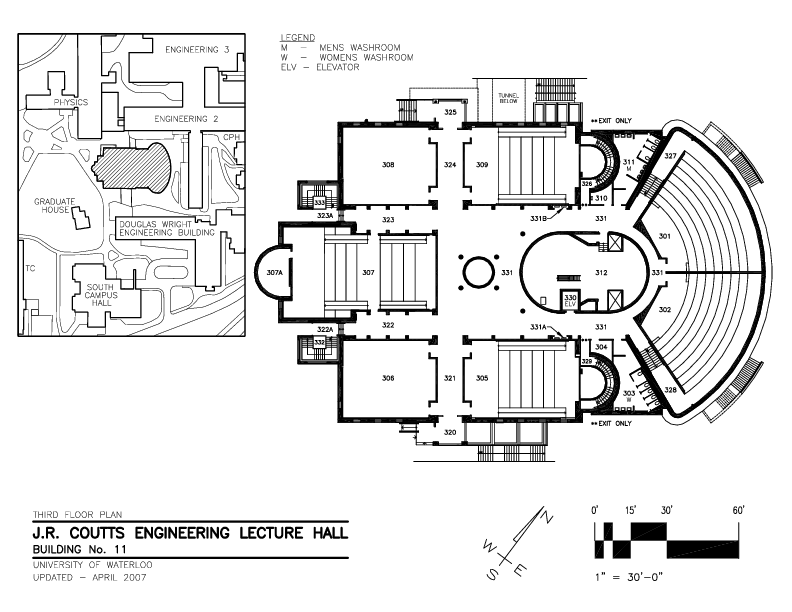 LEGEND
M – MENS WASHROOM
W – WOMENS WASHROOM
ELV – ELEVATOR
ENGINEERING 3
PHYSICS
ENGINEERING 2
CPH
GRADUATE
HOUSE
DOUGLAS WRIGHT
ENGINEERING BUILDING
TC
SOUTH
CAMPUS
HALL
TUNNEL
BELOW
325
**EXIT ONLY
308
324
309
326
311
M
327
310
333
323A
323
331B
331
301
307A
307
331
312
331
330
ELV
302
322A
322
331A
331
332
304
329
306
321
305
303
W
328
320
**EXIT ONLY
THIRD FLOOR PLAN
J.R. COUTTS ENGINEERING LECTURE HALL
BUILDING No. 11
UNIVERSITY OF WATERLOO
UPDATED – APRIL 2007
N
W
S
E
0' 15' 30' 60'
1" = 30'-0"